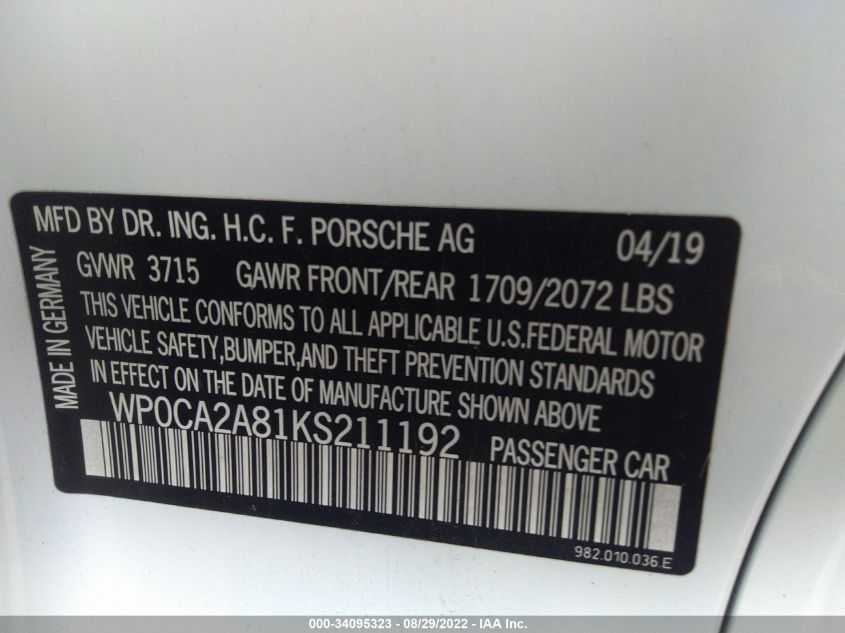 MFD BY DR. ING. H.C. F. PORSCHE AG 04/19
GVWR 3715 GAWR FRONT/REAR 1709/2072 LBS
THIS VEHICLE CONFORMS TO ALL APPLICABLE U.S.FEDERAL MOTOR
VEHICLE SAFETY,BUMPER,AND THEFT PREVENTION STANDARDS
IN EFFECT ON THE DATE OF MANUFACTURE SHOWN ABOVE
WP0CA2A81KS211192 PASSENGER CAR
982.010.036.E
MADE IN GERMANY
000-34095323 - 08/29/2022 - IAA Inc.